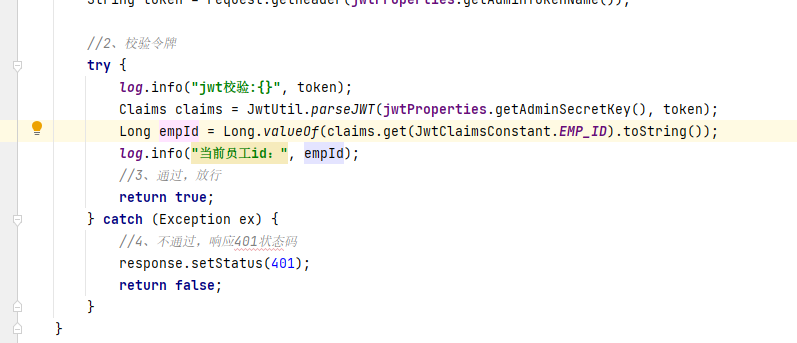 String token = request.getHeader(jwtProperties.getAdminTokenName());
//2、校验令牌
try {
log.info("jwt校验:{}", token);
Claims claims = JwtUtil.parseJWT(jwtProperties.getAdminSecretKey(), token);
Long empId = Long.valueOf(claims.get(JwtClaimsConstant.EMP_ID).toString());
log.info("当前员工id：", empId);
//3、通过，放行
return true;
} catch (Exception ex) {
//4、不通过，响应401状态码
response.setStatus(401);
return false;
}
}